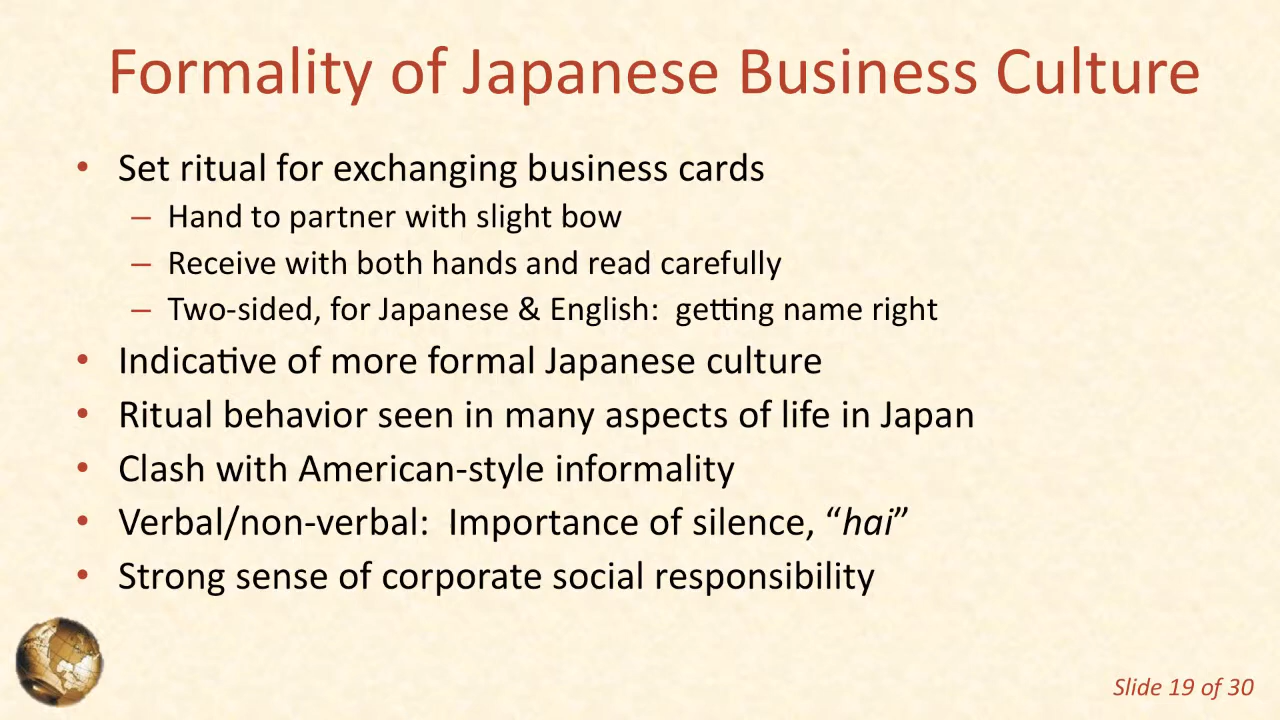 Formality of Japanese Business Culture
• Set ritual for exchanging business cards
– Hand to partner with slight bow
– Receive with both hands and read carefully
– Two-sided, for Japanese & English:  getting name right
• Indicative of more formal Japanese culture
• Ritual behavior seen in many aspects of life in Japan
• Clash with American-style informality
• Verbal/non-verbal:  Importance of silence, “hai”
• Strong sense of corporate social responsibility
Slide 19 of 30